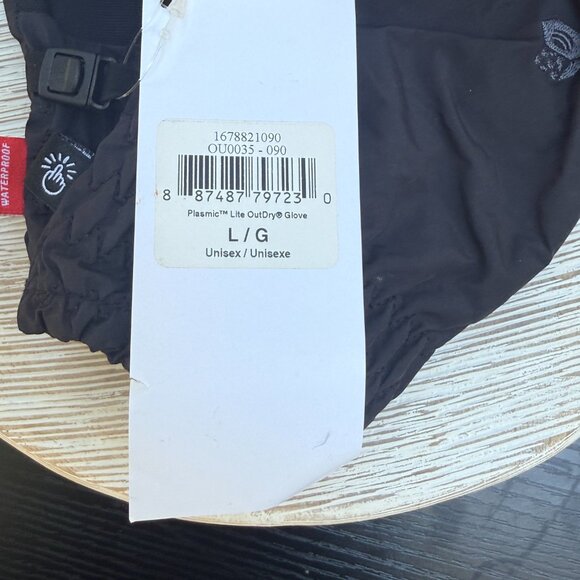 1678821090
OU0035 - 090
8 87487 79723 0
Plasmic™ Lite OutDry® Glove
L / G
Unisex / Unisexe
WATERPROOF